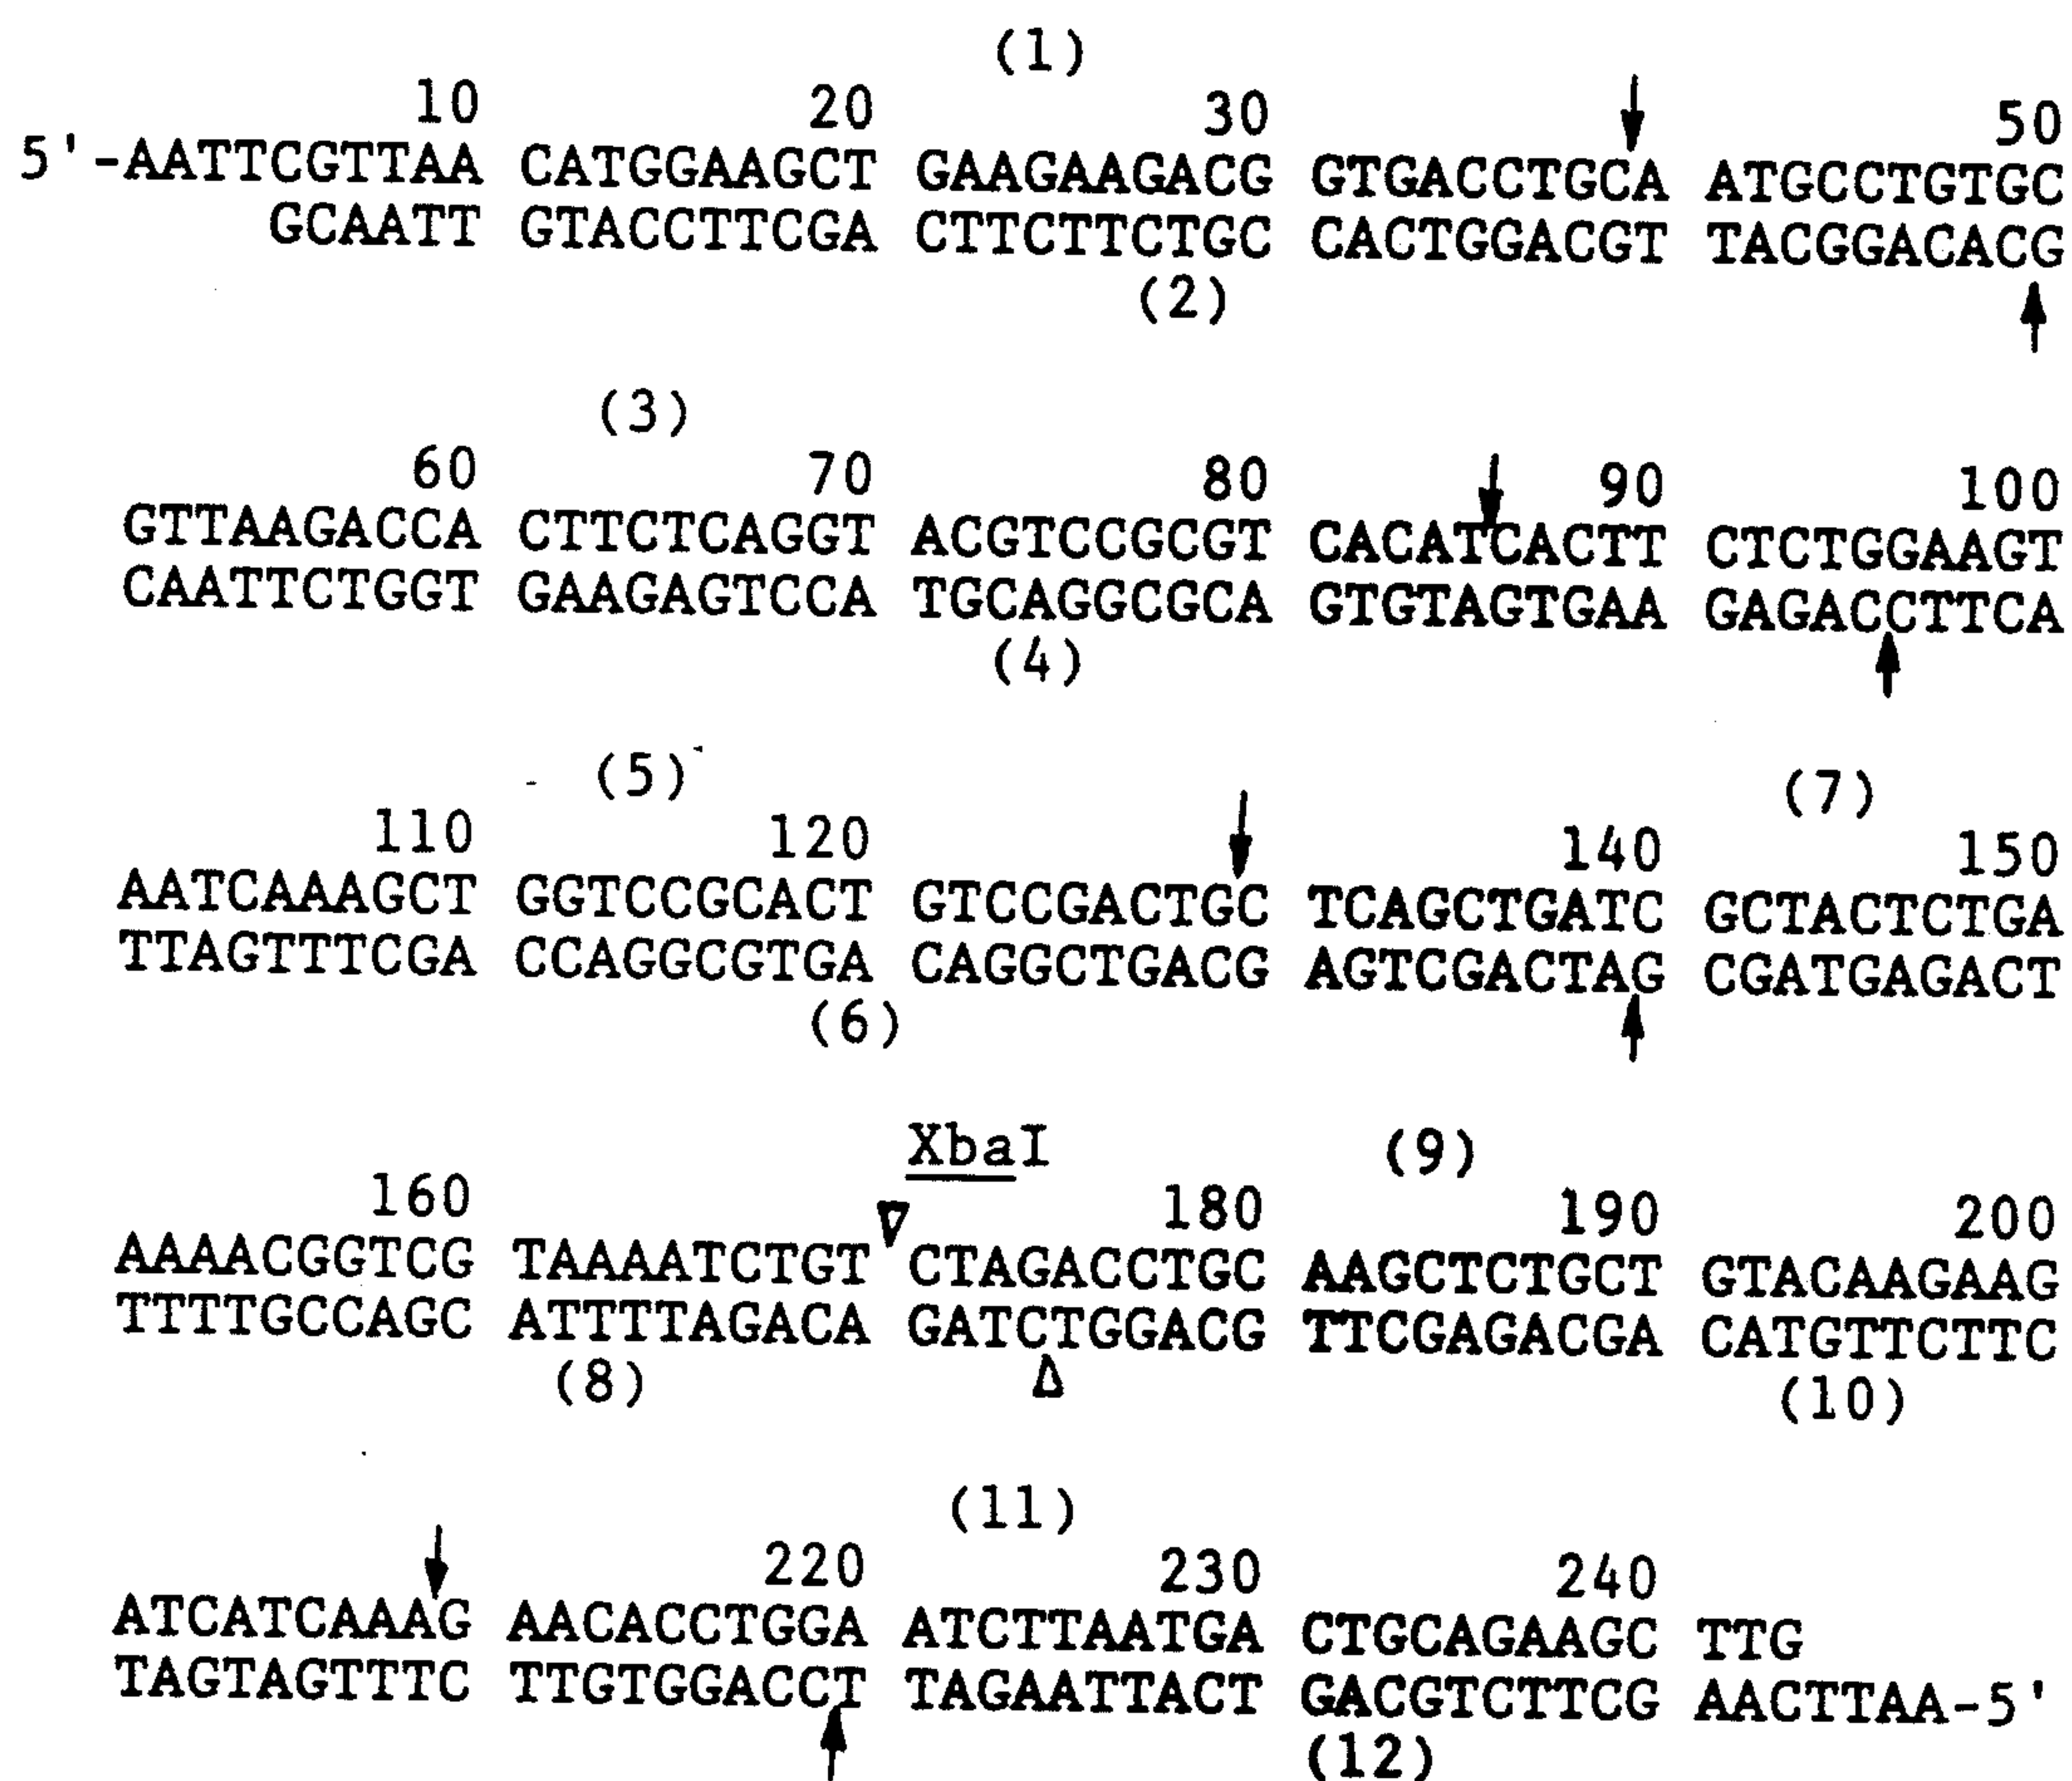 (1)
10 20 30 50
5'-AATTCGTTAA CATGGAAGCT GAAGAAGACG GTGACCTGCA ATGCCTGTGC
GCAATT GTACCTTCGA CTTCTTCTGC CACTGGACGT TACGGACACG
(2)
(3)
60 70 80 90 100
GTTAAGACCA CTTCTCAGGT ACGTCCGCGT CACATCACTT CTCTGGAAGT
CAATTCTGGT GAAGAGTCCA TGCAGGCGCA GTGTAGTGAA GAGACCTTCA
(4)
(5) (7)
110 120 140 150
AATCAAAGCT GGTCCGCACT GTCCGACTGC TCAGCTGATC GCTACTCTGA
TTAGTTTCGA CCAGGCGTGA CAGGCTGACG AGTCGACTAG CGATGAGACT
(6)
XbaI (9)
160 180 190 200
AAAACGGTCG TAAAATCTGT CTAGACCTGC AAGCTCTGCT GTACAAGAAG
TTTTGCCAGC ATTTTAGACA GATCTGGACG TTCGAGACGA CATGTTCTTC
(8) (10)
(11)
220 230 240
ATCATCAAAG AACACCTGGA ATCTTAATGA CTGCAGAAGC TTG
TAGTAGTTTC TTGTGGACCT TAGAATTACT GACGTCTTCG AACTTAA-5'
(12)